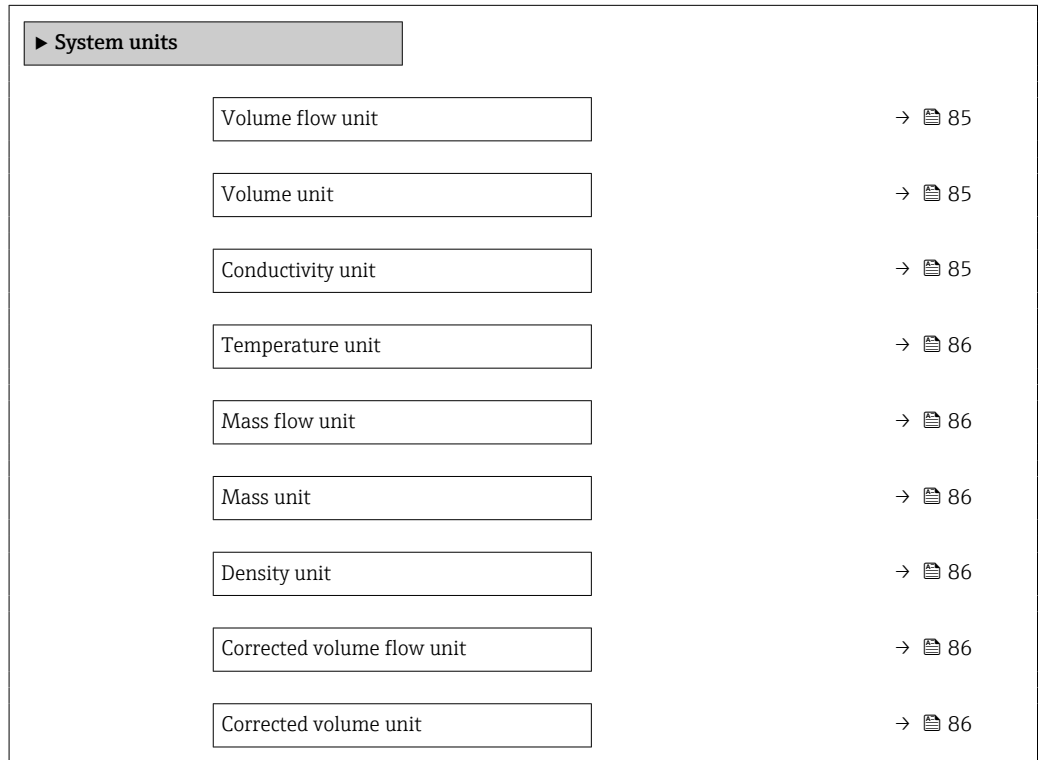 ▶ System units
Volume flow unit → 85
Volume unit → 85
Conductivity unit → 85
Temperature unit → 86
Mass flow unit → 86
Mass unit → 86
Density unit → 86
Corrected volume flow unit → 86
Corrected volume unit → 86